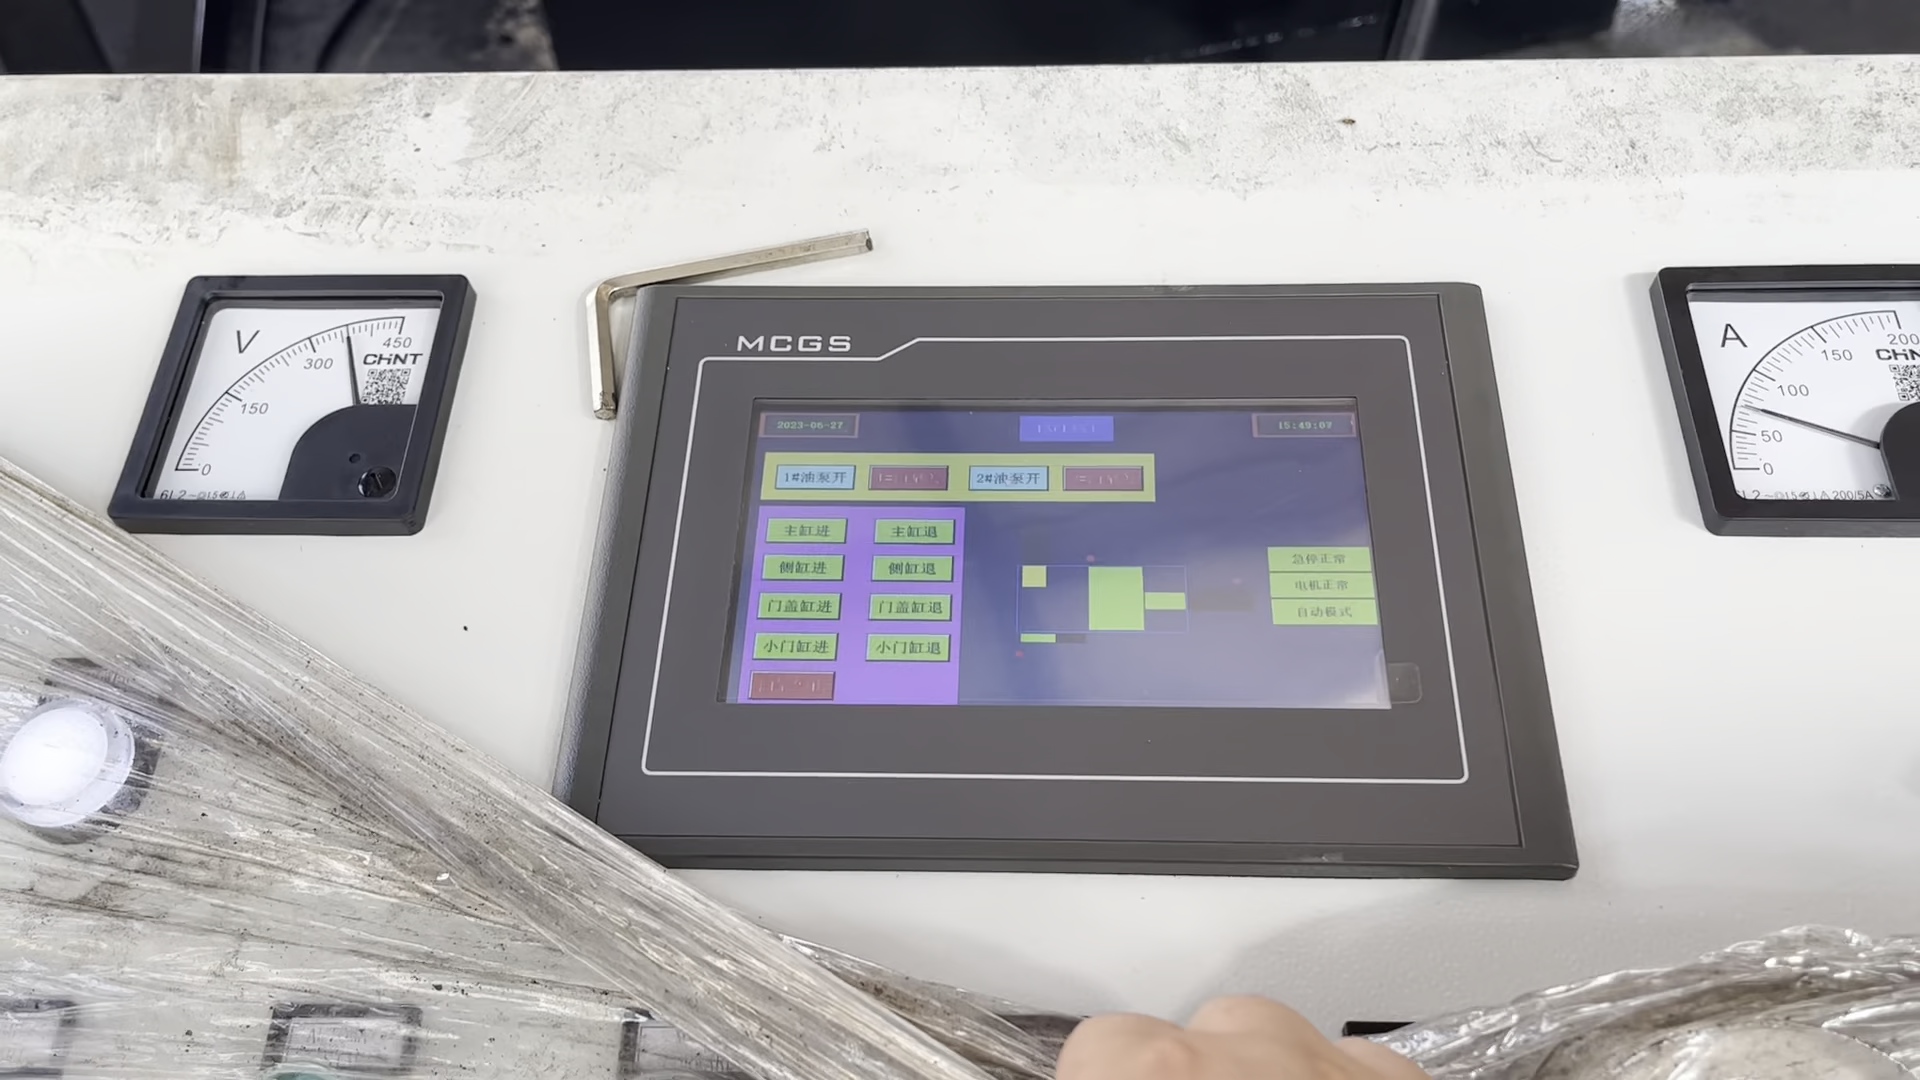 V
450
CHNT
300
150
0
MCGS
2023-06-27
15:49:07
1#油泵开
2#油泵开
主缸进 主缸退
侧缸进 侧缸退
门盖缸进 门盖缸退
小门缸进 小门缸退
急停正常
电机正常
自动模式
A
200
150
100
50
0
200/5A